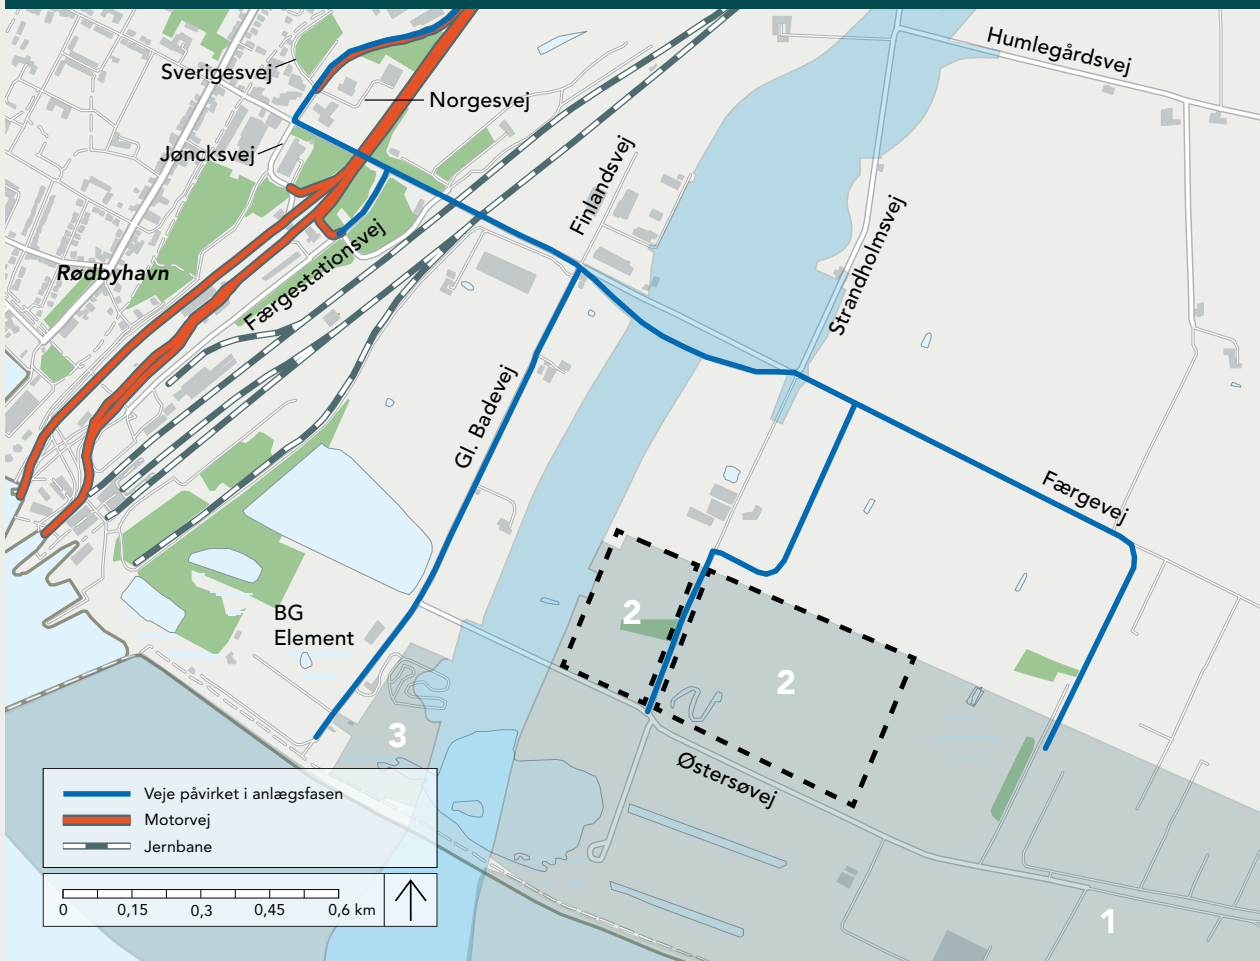 Humlegårdsvej
Sverigesvej
Norgesvej
Jøncksvej
Finlandsvej
Strandholmsvej
Rødbyhavn
Færgestationsvej
Gl. Badevej
Færgevej
BG
Element
2
2
3
Østersøvej
1
Veje påvirket i anlægsfasen
Motorvej
Jernbane
0 0,15 0,3 0,45 0,6 km